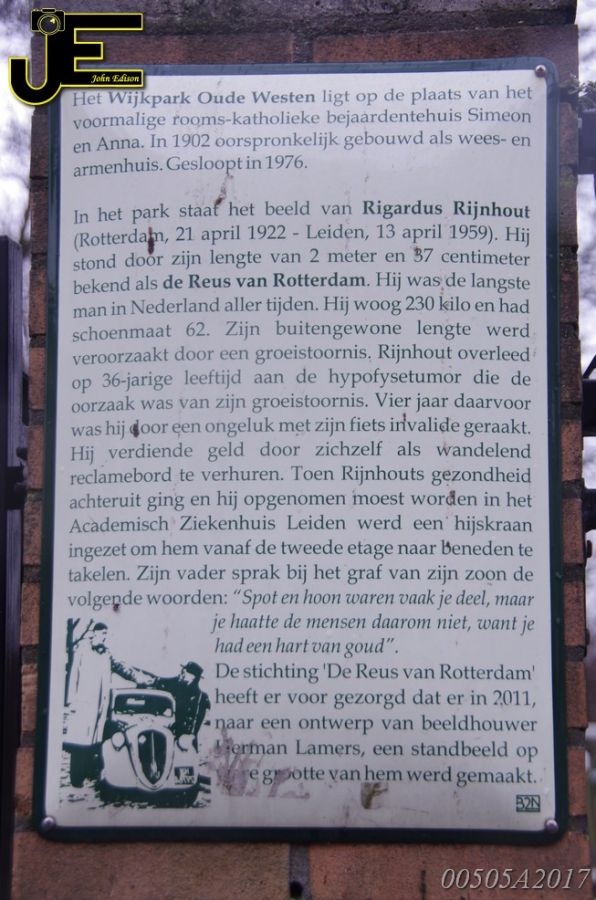 JE
John Edison
Het Wijkpark Oude Westen ligt op de plaats van het
voormalige rooms-katholieke bejaardentehuis Simeon
en Anna. In 1902 oorspronkelijk gebouwd als wees- en
armenhuis. Gesloopt in 1976.
In het park staat het beeld van Rigardus Rijnhout
(Rotterdam, 21 april 1922 - Leiden, 13 april 1959). Hij
stond door zijn lengte van 2 meter en 37 centimeter
bekend als de Reus van Rotterdam. Hij was de langste
man in Nederland aller tijden. Hij woog 230 kilo en had
schoenmaat 62. Zijn buitengewone lengte werd
veroorzaakt door een groeistoornis. Rijnhout overleed
op 36-jarige leeftijd aan de hypofysetumor die de
oorzaak was van zijn groeistoornis. Vier jaar daarvoor
was hij door een ongeluk met zijn fiets invalide geraakt.
Hij verdiende geld door zichzelf als wandelend
reclamebord te verhuren. Toen Rijnhouts gezondheid
achteruit ging en hij opgenomen moest worden in het
Academisch Ziekenhuis Leiden werd een hijskraan
ingezet om hem vanaf de tweede etage naar beneden te
takelen. Zijn vader sprak bij het graf van zijn zoon de
volgende woorden: “Spot en hoon waren vaak je deel, maar
je haatte de mensen daarom niet, want je
had een hart van goud”.
De stichting 'De Reus van Rotterdam'
heeft er voor gezorgd dat er in 2011,
naar een ontwerp van beeldhouwer
Herman Lamers, een standbeeld op
ware grootte van hem werd gemaakt.
00505A2017